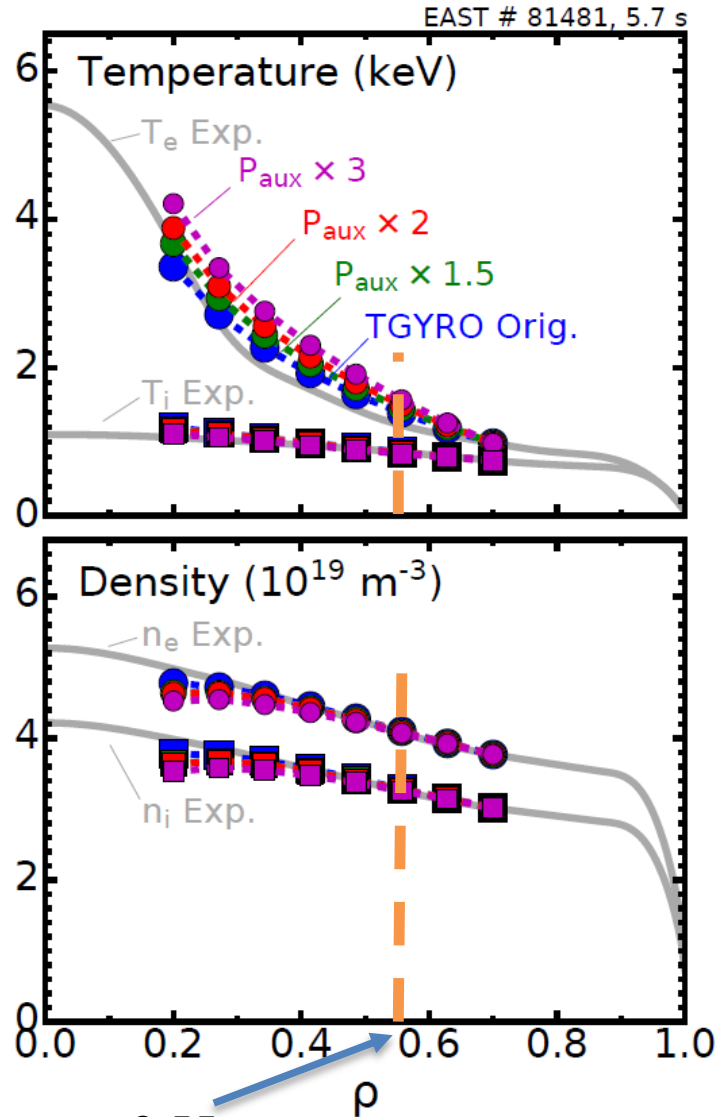 EAST # 81481, 5.7 s
6
Temperature (keV)
Te Exp.
Paux × 3
4
Paux × 2
Paux × 1.5
TGYRO Orig.
2
Ti Exp.
0
Density (10¹⁹ m⁻³)
6
ne Exp.
4
ni Exp.
2
0
0.0 0.2 0.4 0.6 0.8 1.0
ρ